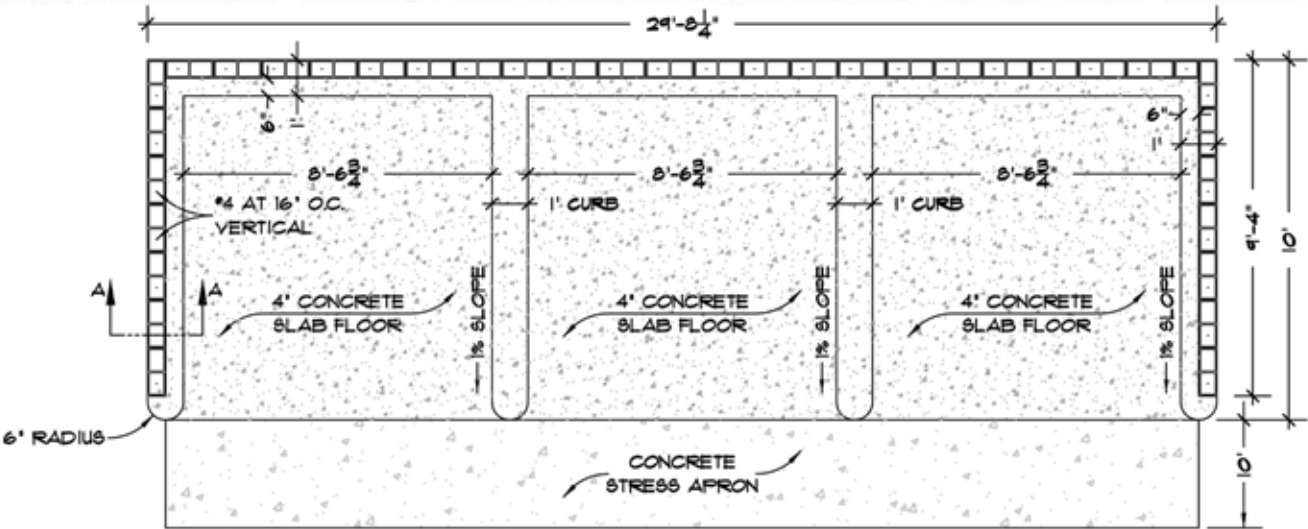 29'-8 1/4"
6"
1'
6"
1'
8'-6 3/4"
8'-6 3/4"
8'-6 3/4"
#4 AT 16" O.C.
VERTICAL
1' CURB
1' CURB
9'-4"
10'
A
A
4" CONCRETE
SLAB FLOOR
1% SLOPE
4" CONCRETE
SLAB FLOOR
1% SLOPE
4" CONCRETE
SLAB FLOOR
1% SLOPE
6" RADIUS
CONCRETE
STRESS APRON
10'